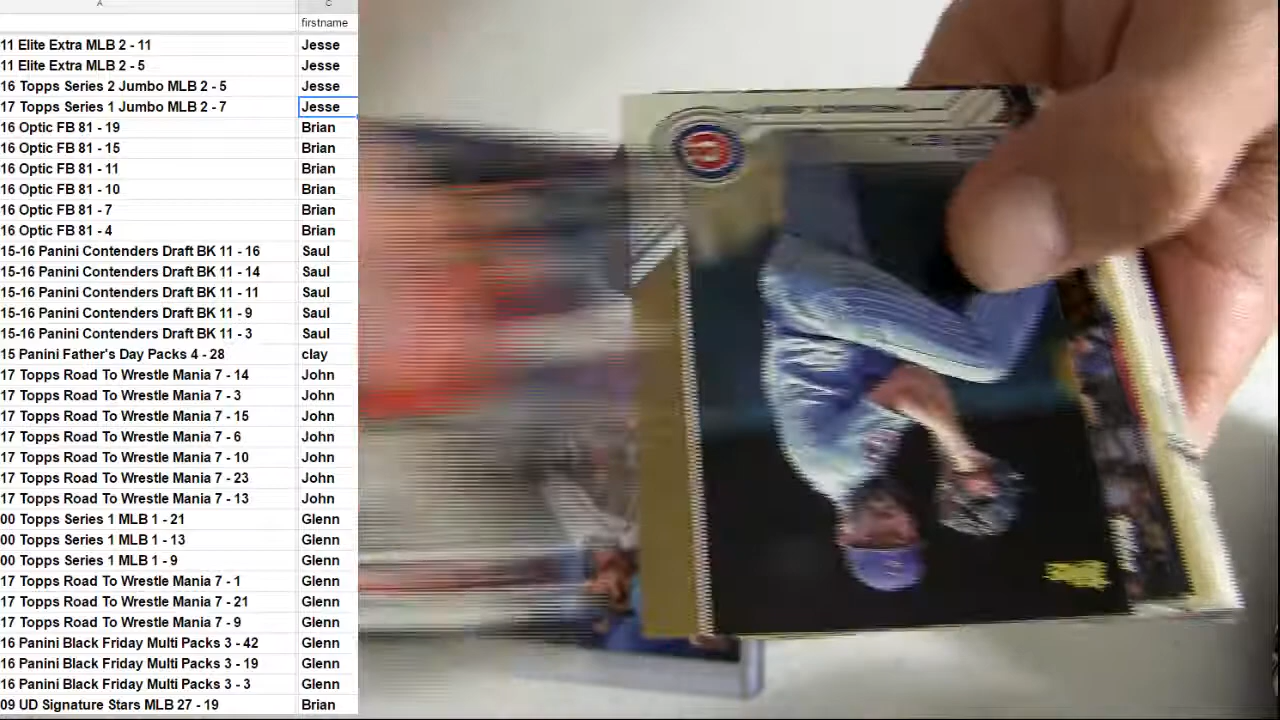 A C
firstname
11 Elite Extra MLB 2 - 11 Jesse
11 Elite Extra MLB 2 - 5 Jesse
16 Topps Series 2 Jumbo MLB 2 - 5 Jesse
17 Topps Series 1 Jumbo MLB 2 - 7 Jesse
16 Optic FB 81 - 19 Brian
16 Optic FB 81 - 15 Brian
16 Optic FB 81 - 11 Brian
16 Optic FB 81 - 10 Brian
16 Optic FB 81 - 7 Brian
16 Optic FB 81 - 4 Brian
15-16 Panini Contenders Draft BK 11 - 16 Saul
15-16 Panini Contenders Draft BK 11 - 14 Saul
15-16 Panini Contenders Draft BK 11 - 11 Saul
15-16 Panini Contenders Draft BK 11 - 9 Saul
15-16 Panini Contenders Draft BK 11 - 3 Saul
15 Panini Father's Day Packs 4 - 28 clay
17 Topps Road To Wrestle Mania 7 - 14 John
17 Topps Road To Wrestle Mania 7 - 3 John
17 Topps Road To Wrestle Mania 7 - 15 John
17 Topps Road To Wrestle Mania 7 - 6 John
17 Topps Road To Wrestle Mania 7 - 10 John
17 Topps Road To Wrestle Mania 7 - 23 John
17 Topps Road To Wrestle Mania 7 - 13 John
00 Topps Series 1 MLB 1 - 21 Glenn
00 Topps Series 1 MLB 1 - 13 Glenn
00 Topps Series 1 MLB 1 - 9 Glenn
17 Topps Road To Wrestle Mania 7 - 1 Glenn
17 Topps Road To Wrestle Mania 7 - 21 Glenn
17 Topps Road To Wrestle Mania 7 - 9 Glenn
16 Panini Black Friday Multi Packs 3 - 42 Glenn
16 Panini Black Friday Multi Packs 3 - 19 Glenn
16 Panini Black Friday Multi Packs 3 - 3 Glenn
09 UD Signature Stars MLB 27 - 19 Brian